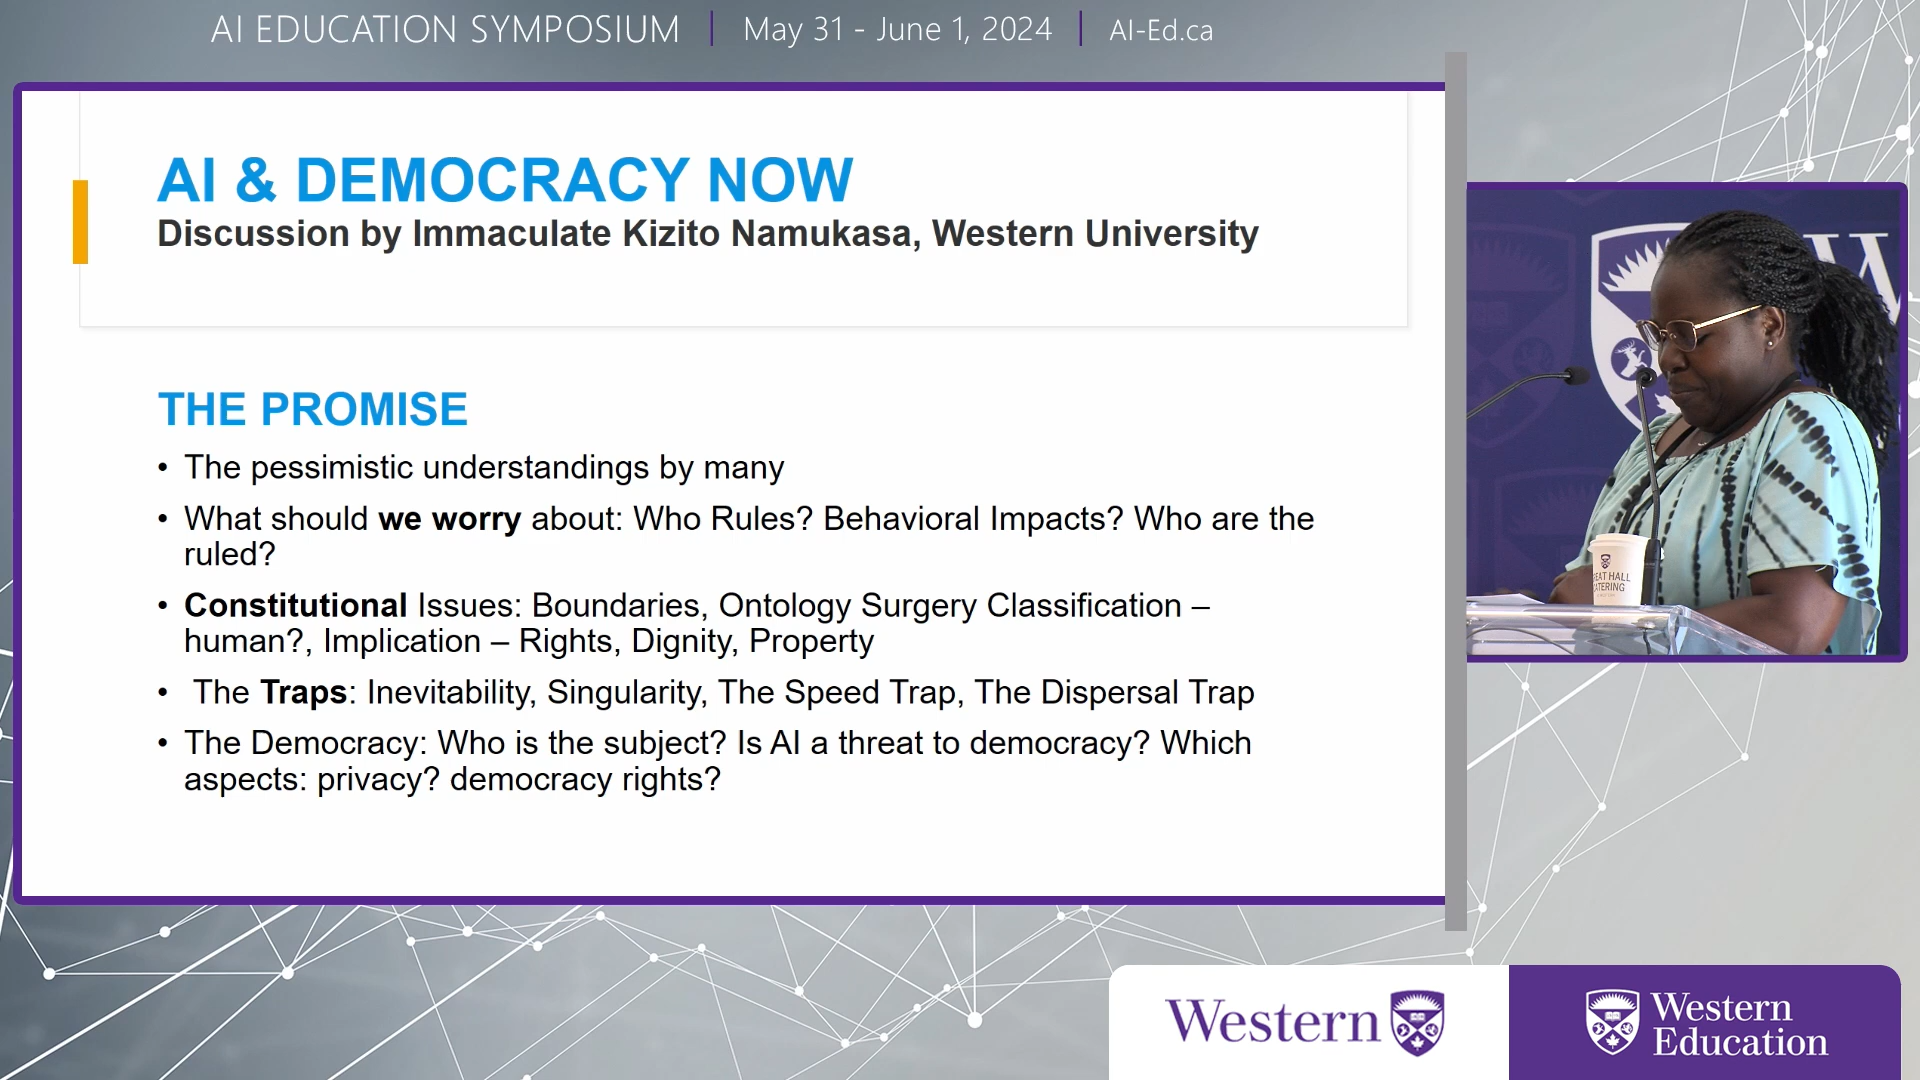 AI EDUCATION SYMPOSIUM | May 31 - June 1, 2024 | AI-Ed.ca
AI & DEMOCRACY NOW
Discussion by Immaculate Kizito Namukasa, Western University
THE PROMISE
• The pessimistic understandings by many
• What should we worry about: Who Rules? Behavioral Impacts? Who are the
ruled?
• Constitutional Issues: Boundaries, Ontology Surgery Classification –
human?, Implication – Rights, Dignity, Property
• The Traps: Inevitability, Singularity, The Speed Trap, The Dispersal Trap
• The Democracy: Who is the subject? Is AI a threat to democracy? Which
aspects: privacy? democracy rights?
W
Western
Western
Education